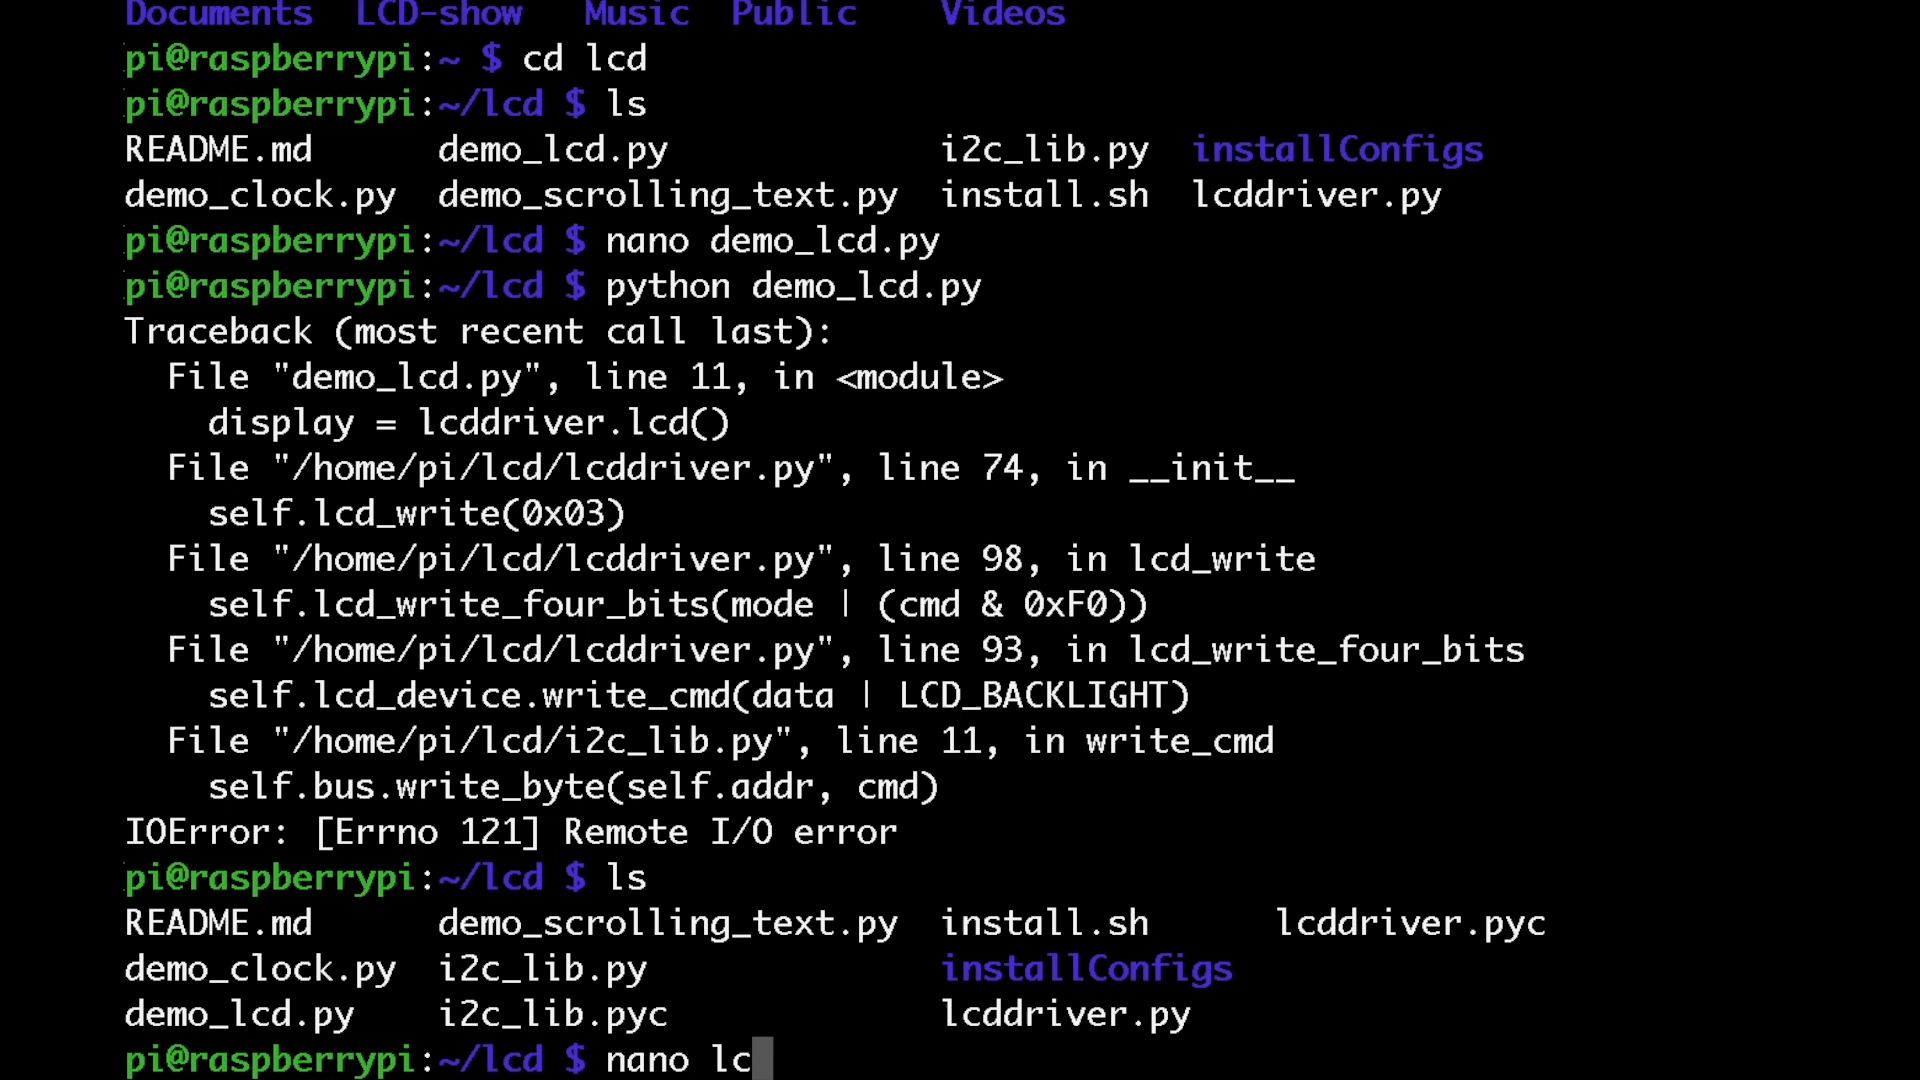 Documents LCD-show Music Public Videos
pi@raspberrypi:~ $ cd lcd
pi@raspberrypi:~/lcd $ ls
README.md demo_lcd.py i2c_lib.py installConfigs
demo_clock.py demo_scrolling_text.py install.sh lcddriver.py
pi@raspberrypi:~/lcd $ nano demo_lcd.py
pi@raspberrypi:~/lcd $ python demo_lcd.py
Traceback (most recent call last):
  File "demo_lcd.py", line 11, in <module>
    display = lcddriver.lcd()
  File "/home/pi/lcd/lcddriver.py", line 74, in __init__
    self.lcd_write(0x03)
  File "/home/pi/lcd/lcddriver.py", line 98, in lcd_write
    self.lcd_write_four_bits(mode | (cmd & 0xF0))
  File "/home/pi/lcd/lcddriver.py", line 93, in lcd_write_four_bits
    self.lcd_device.write_cmd(data | LCD_BACKLIGHT)
  File "/home/pi/lcd/i2c_lib.py", line 11, in write_cmd
    self.bus.write_byte(self.addr, cmd)
IOError: [Errno 121] Remote I/O error
pi@raspberrypi:~/lcd $ ls
README.md demo_scrolling_text.py install.sh lcddriver.pyc
demo_clock.py i2c_lib.py installConfigs
demo_lcd.py i2c_lib.pyc lcddriver.py
pi@raspberrypi:~/lcd $ nano lc